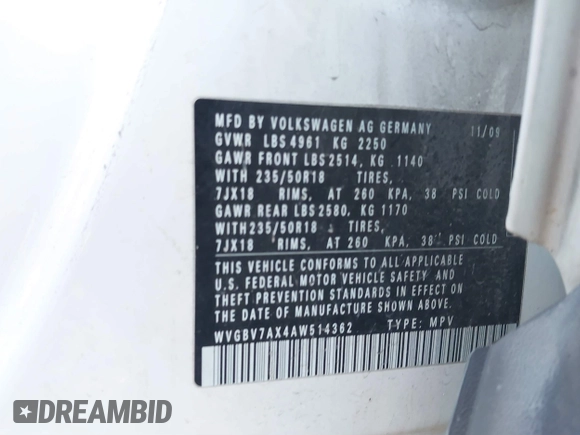 MFD BY VOLKSWAGEN AG GERMANY 11/09
GVWR LBS 4961 KG 2250
GAWR FRONT LBS 2514, KG 1140
WITH 235/50R18 TIRES,
7JX18 RIMS, AT 260 KPA, 38 PSI COLD
GAWR REAR LBS 2580, KG 1170
WITH 235/50R18 TIRES,
7JX18 RIMS, AT 260 KPA, 38 PSI COLD
THIS VEHICLE CONFORMS TO ALL APPLICABLE
U.S. FEDERAL MOTOR VEHICLE SAFETY AND
THEFT PREVENTION STANDARDS IN EFFECT ON
THE DATE OF MANUFACTURE SHOWN ABOVE.
WVGBV7AX4AW514362 TYPE: MPV
DREAMBID